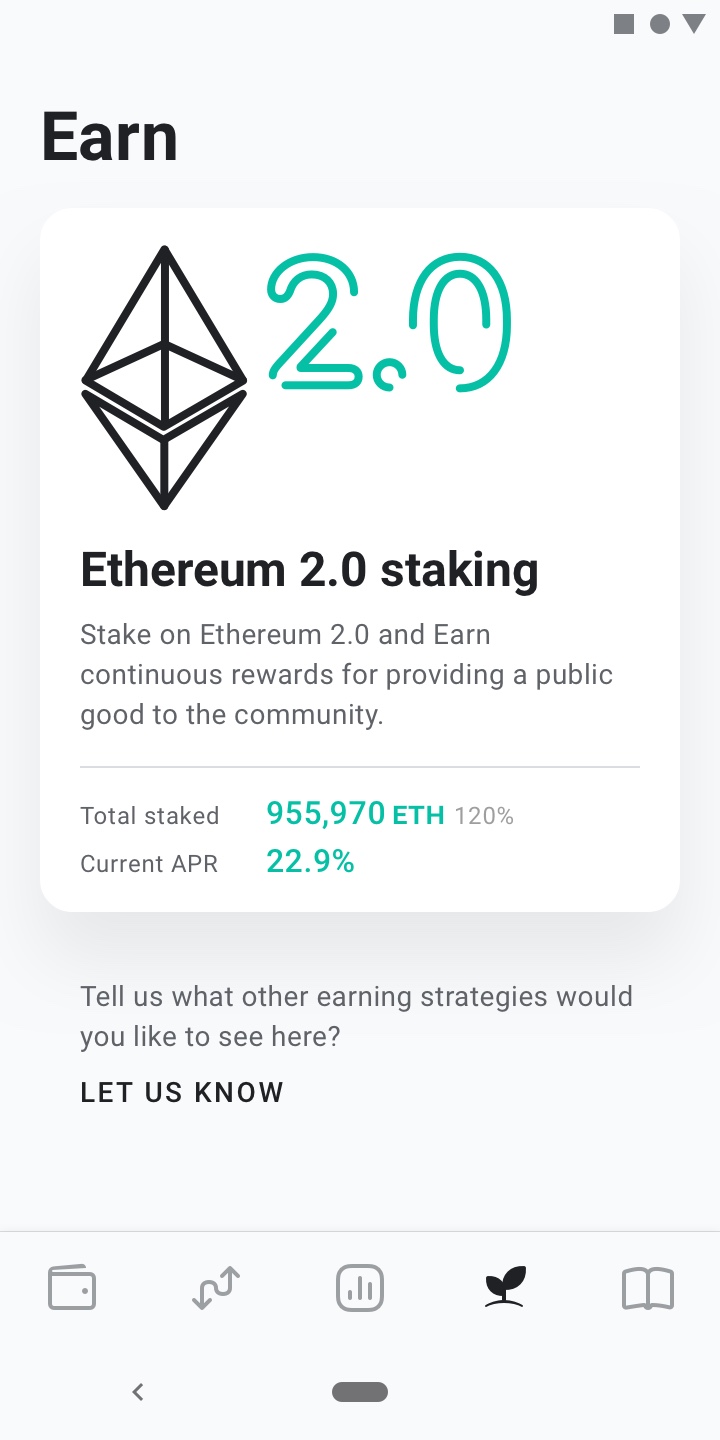 Earn
2.0
Ethereum 2.0 staking
Stake on Ethereum 2.0 and Earn
continuous rewards for providing a public
good to the community.
Total staked 955,970 ETH 120%
Current APR 22.9%
Tell us what other earning strategies would
you like to see here?
LET US KNOW